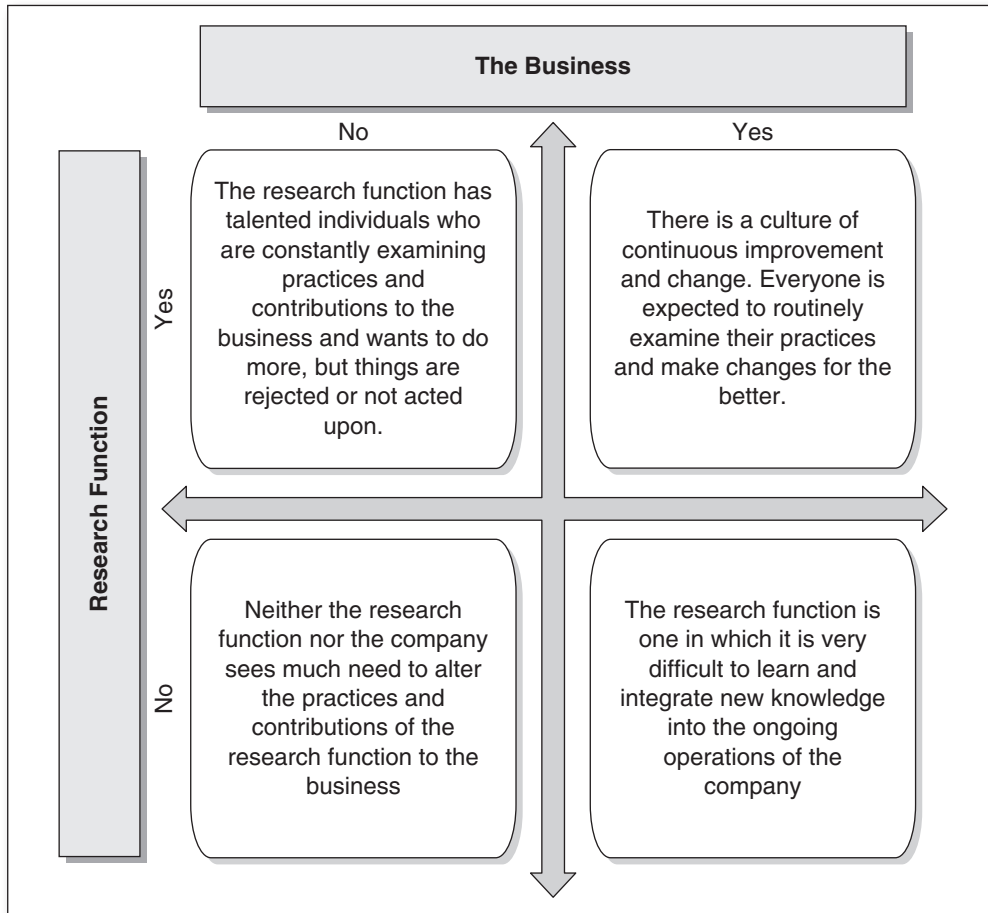 The Business
No
Yes
Research Function
Yes
The research function has
talented individuals who
are constantly examining
practices and
contributions to the
business and wants to do
more, but things are
rejected or not acted
upon.
There is a culture of
continuous improvement
and change. Everyone is
expected to routinely
examine their practices
and make changes for the
better.
No
Neither the research
function nor the company
sees much need to alter
the practices and
contributions of the
research function to the
business
The research function is
one in which it is very
difficult to learn and
integrate new knowledge
into the ongoing
operations of the
company